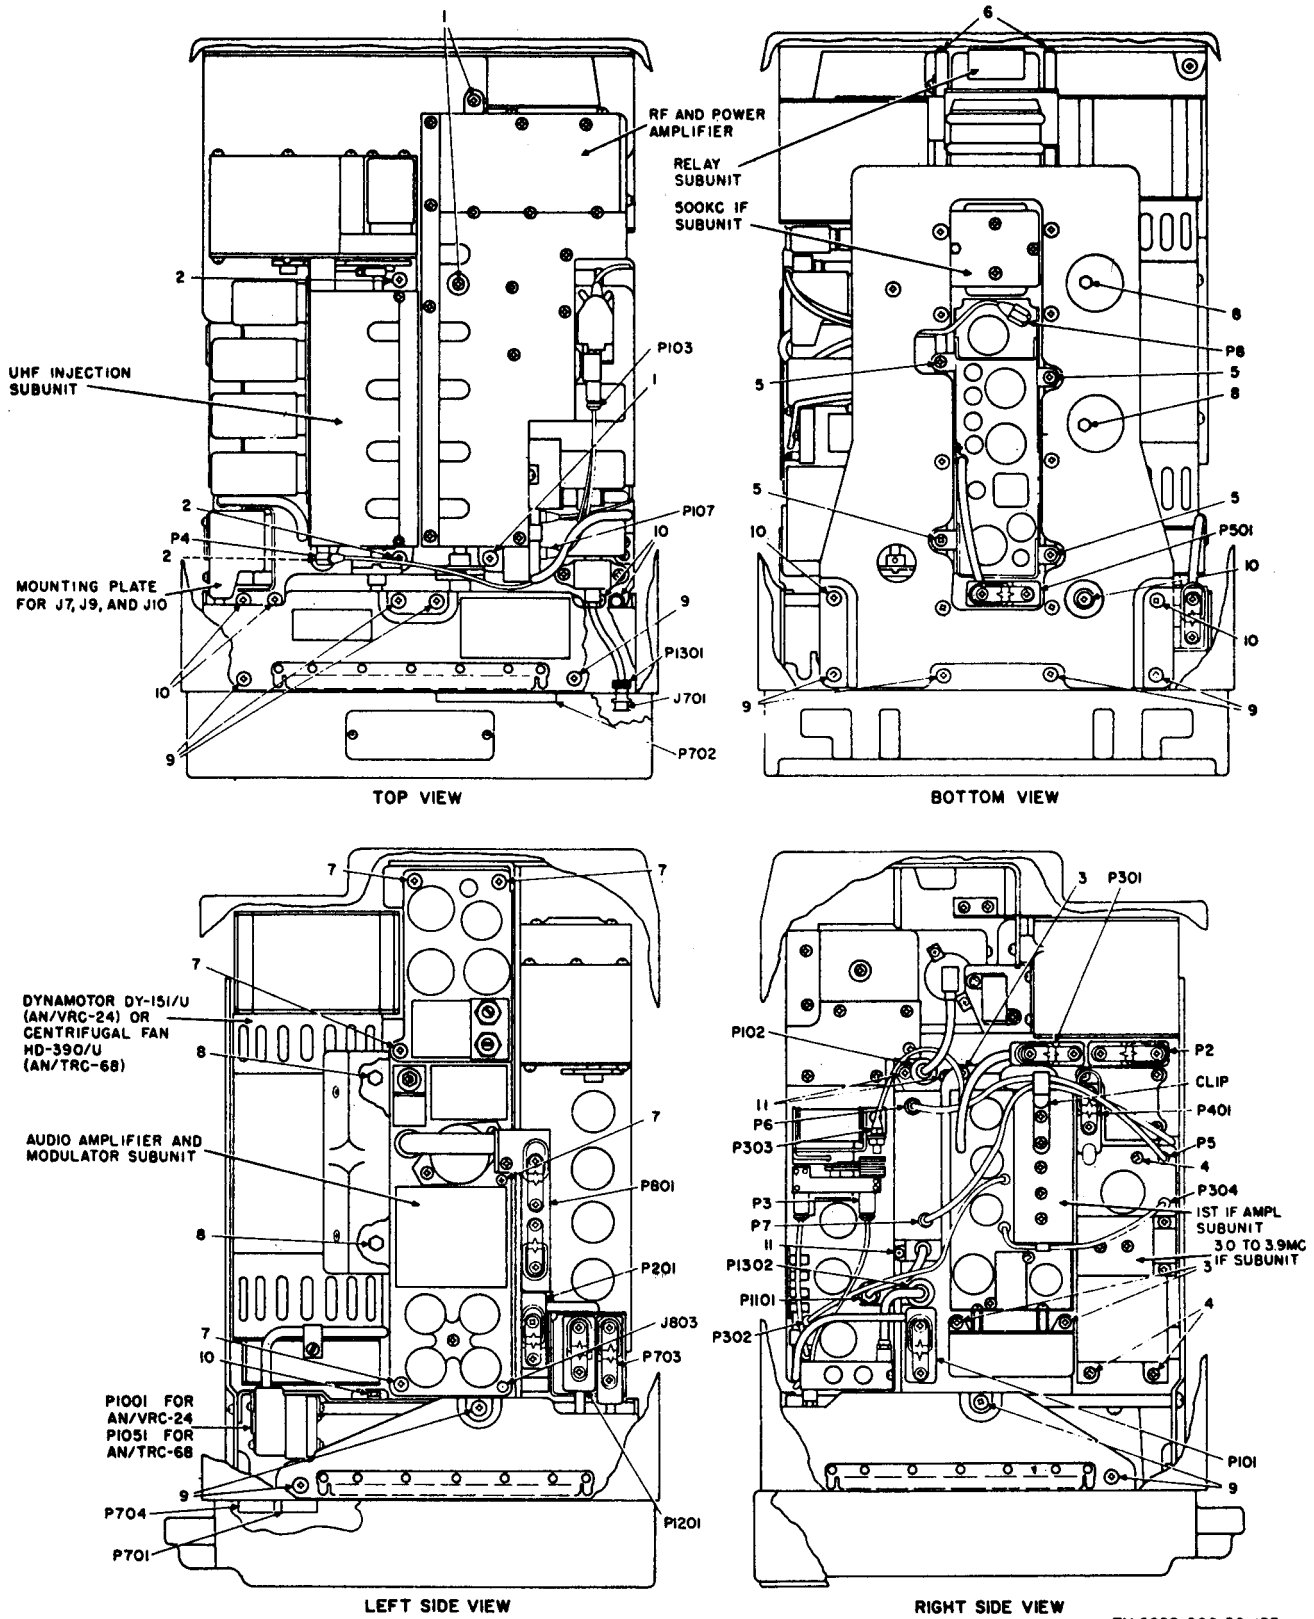 1
RF AND POWER
AMPLIFIER
2
UHF INJECTION
SUBUNIT
P103
1
2
P4
2
P107
10
MOUNTING PLATE
FOR J7, J9, AND J10
9
P1301
10
J701
9
P702
TOP VIEW
6
RELAY
SUBUNIT
500KC IF
SUBUNIT
8
P8
5
5
8
5
5
P501
10
10
10
9
9
BOTTOM VIEW
7
7
7
DYNAMOTOR DY-151/U
(AN/VRC-24) OR
CENTRIFUGAL FAN
HD-390/U
(AN/TRC-68)
8
7
AUDIO AMPLIFIER AND
MODULATOR SUBUNIT
P801
8
P201
J803
7
P703
10
P1001 FOR
AN/VRC-24
P1051 FOR
AN/TRC-68
9
P704
P1201
P701
LEFT SIDE VIEW
3
P301
P102
P2
CLIP
11
P401
P6
P5
P303
4
P3
P304
P7
1ST IF AMPL
SUBUNIT
11
3.0 TO 3.9MC
IF SUBUNIT
P1302
3
P1101
P302
4
P101
9
RIGHT SIDE VIEW